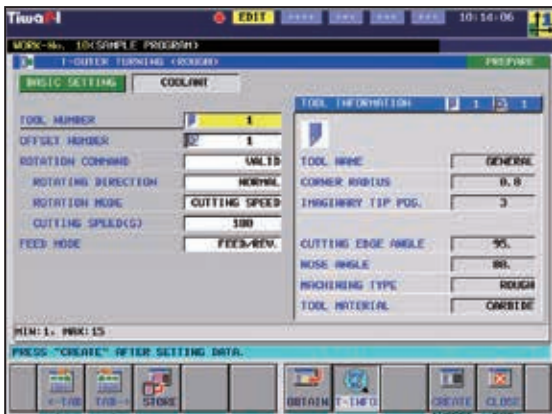 EDIT
10:14:06
WORK-No. 10(SAMPLE PROGRAM)
T-OUTER TURNING (ROUGH)
PREPARE
BASIC SETTING
COOLANT
TOOL INFORMATION 1 1
TOOL NUMBER 1
OFFSET NUMBER 1
ROTATION COMMAND VALID
ROTATING DIRECTION NORMAL
ROTATION MODE CUTTING SPEED
CUTTING SPEED(S) 180
FEED MODE FEED/REV.
TOOL NAME GENERAL
CORNER RADIUS 0.8
IMAGINARY TIP POS. 3
CUTTING EDGE ANGLE 95.
NOSE ANGLE 80.
MACHINING TYPE ROUGH
TOOL MATERIAL CARBIDE
MIN:1, MAX:15
PRESS "CREATE" AFTER SETTING DATA.
<-TAB
TAB->
STORE
OBTAIN
T-INFO
CREATE
CLOSE